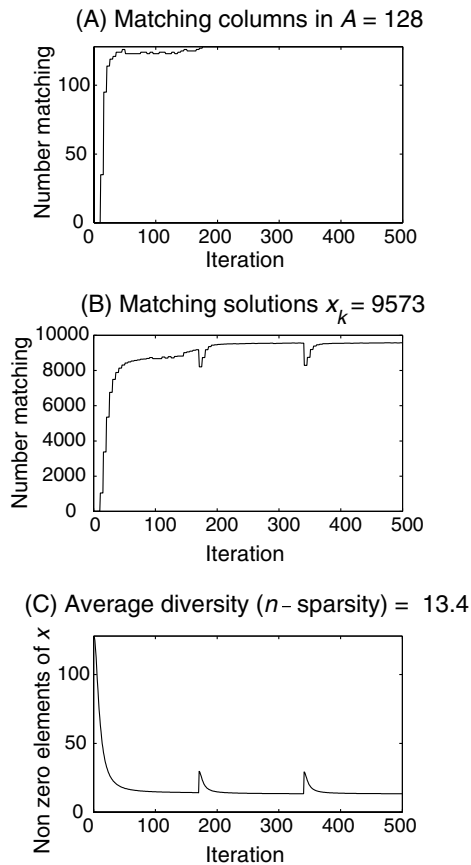 (A) Matching columns in A = 128
Number matching
100
50
0
0 100 200 300 400 500
Iteration
(B) Matching solutions x_k = 9573
Number matching
10000
8000
6000
4000
2000
0
0 100 200 300 400 500
Iteration
(C) Average diversity (n – sparsity) = 13.4
Non zero elements of x
100
50
0
0 100 200 300 400 500
Iteration